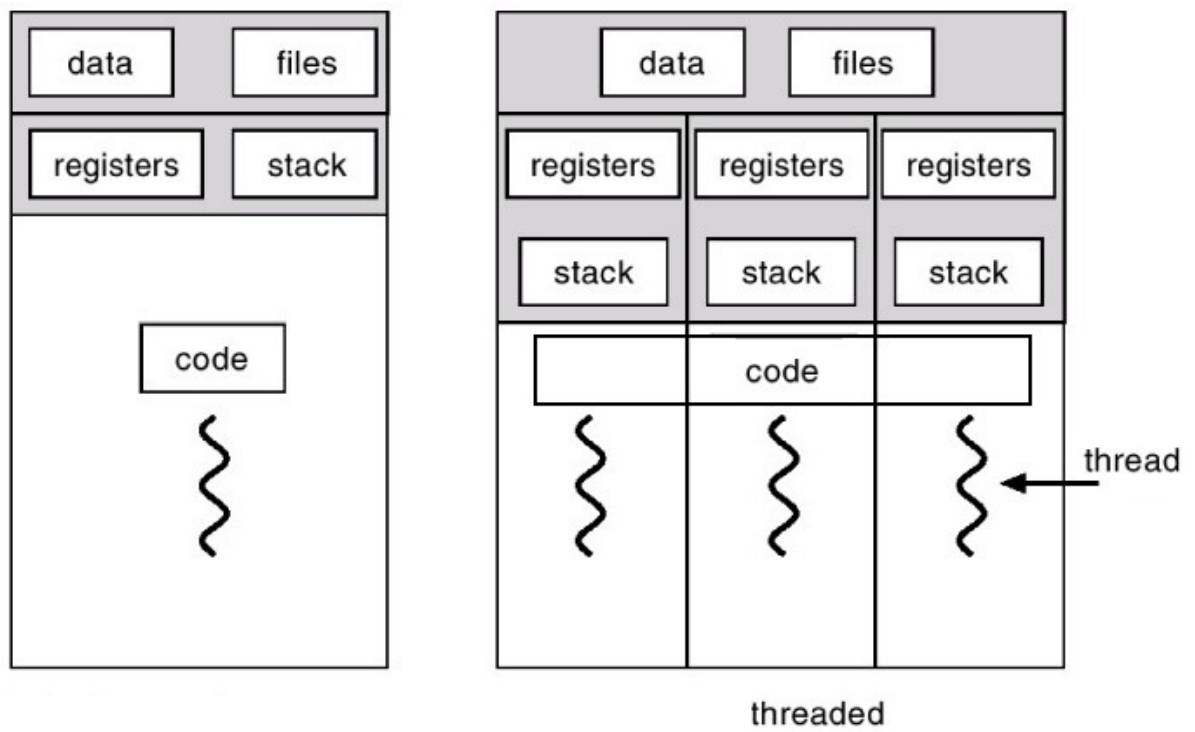 data files
registers stack
code
data files
registers registers registers
stack stack stack
code
thread
threaded